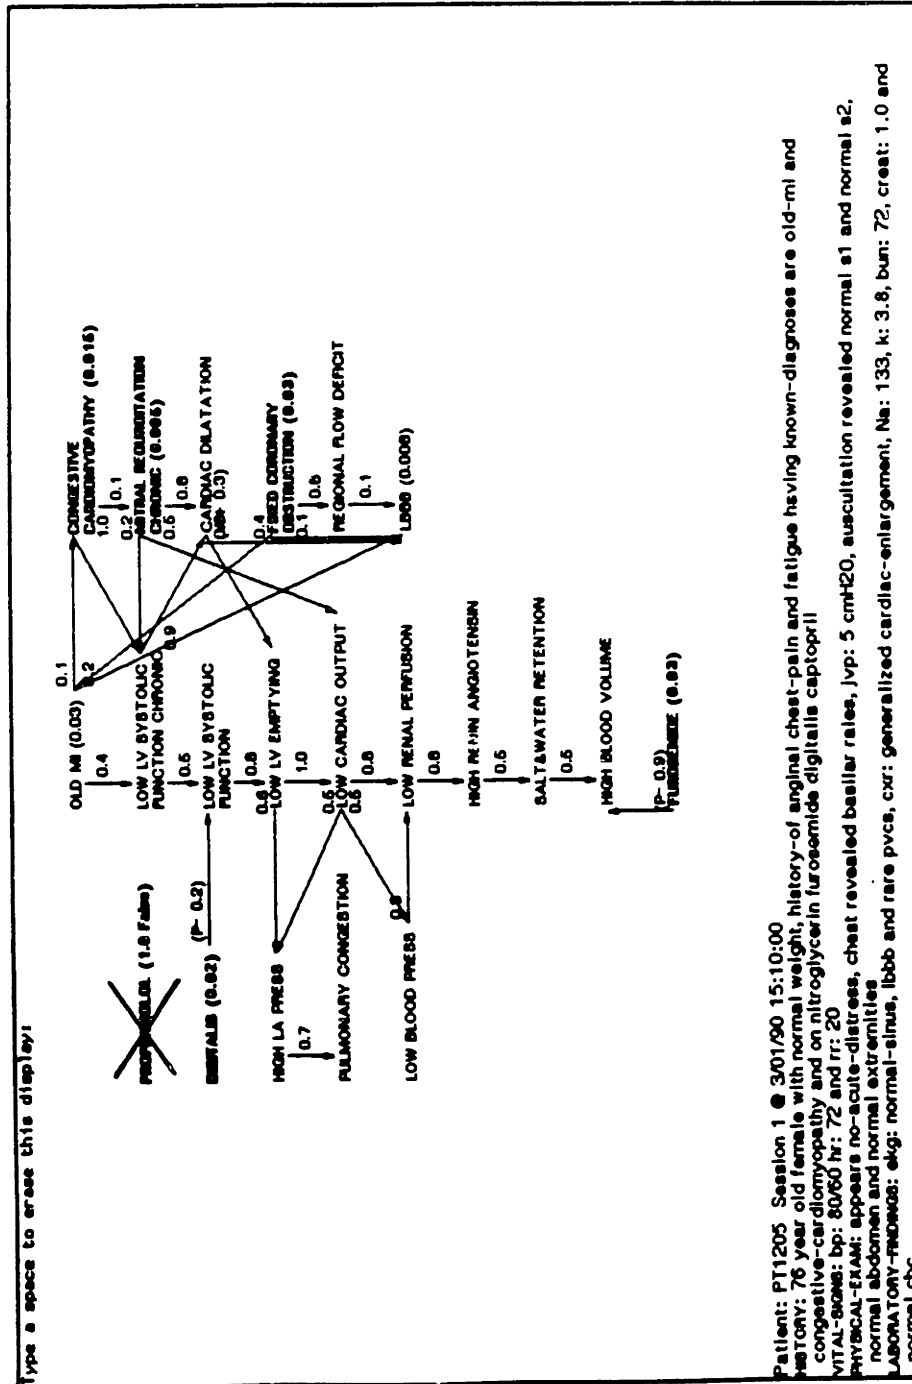 Type a space to erase this display:
OLD MI (0.03)
0.1
0.2
0.4
LOW LV SYSTOLIC
FUNCTION CHRONIC
0.9
0.5
LOW LV SYSTOLIC
FUNCTION
0.8
0.6
LOW LV EMPTYING
1.0
0.5
LOW CARDIAC OUTPUT
0.5
0.8
LOW RENAL PERFUSION
0.8
HIGH RENIN ANGIOTENSIN
0.5
SALT&WATER RETENTION
0.5
HIGH BLOOD VOLUME
(P- 0.9)
FUROSEMIDE (0.03)
CONGESTIVE
CARDIOMYOPATHY (0.015)
1.0
0.1
0.2
MITRAL REGURGITATION
CHRONIC (0.005)
0.5
0.8
CARDIAC DILATATION
0.3)
0.4
FIXED CORONARY
OBSTRUCTION (0.03)
0.1
0.5
REGIONAL FLOW DEFICIT
0.1
LBBB (0.008)
PROPRANOLOL (1.0 False)
DIGITALIS (0.02)
(P- 0.2)
HIGH LA PRESS
0.7
PULMONARY CONGESTION
LOW BLOOD PRESS
Patient: PT1205 Session 1 @ 3/01/90 15:10:00
HISTORY: 76 year old female with normal weight, history-of anginal chest-pain and fatigue having known-diagnoses are old-mi and
congestive-cardiomyopathy and on nitroglycerin furosemide digitalis captopril
VITAL-SIGNS: bp: 80/60 hr: 72 and rr: 20
PHYSICAL-EXAM: appears no-acute-distress, chest revealed basilar rales, jvp: 5 cmH2O, auscultation revealed normal s1 and normal s2,
normal abdomen and normal extremities
LABORATORY-FINDINGS: ekg: normal-sinus, lbbb and rare pvcs, cxr: generalized cardiac-enlargement, Na: 133, k: 3.8, bun: 72, creat: 1.0 and
normal cbc